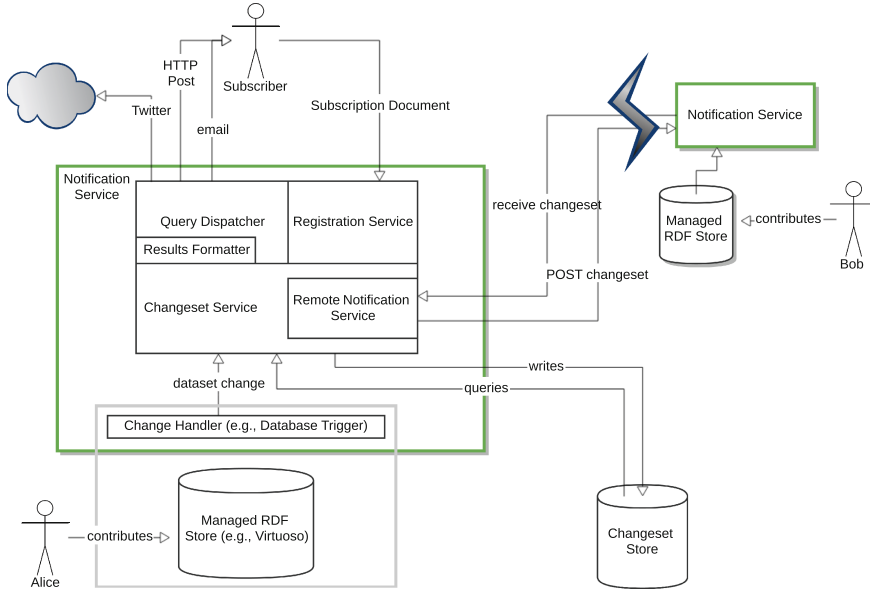 HTTP
Post
Subscriber
Twitter
email
Subscription Document
Notification Service
Notification
Service
Query Dispatcher
Registration Service
Results Formatter
receive changeset
Managed
RDF Store
contributes
Bob
POST changeset
Changeset Service
Remote Notification
Service
writes
dataset change
queries
Change Handler (e.g., Database Trigger)
Managed RDF
Store (e.g., Virtuoso)
contributes
Alice
Changeset
Store